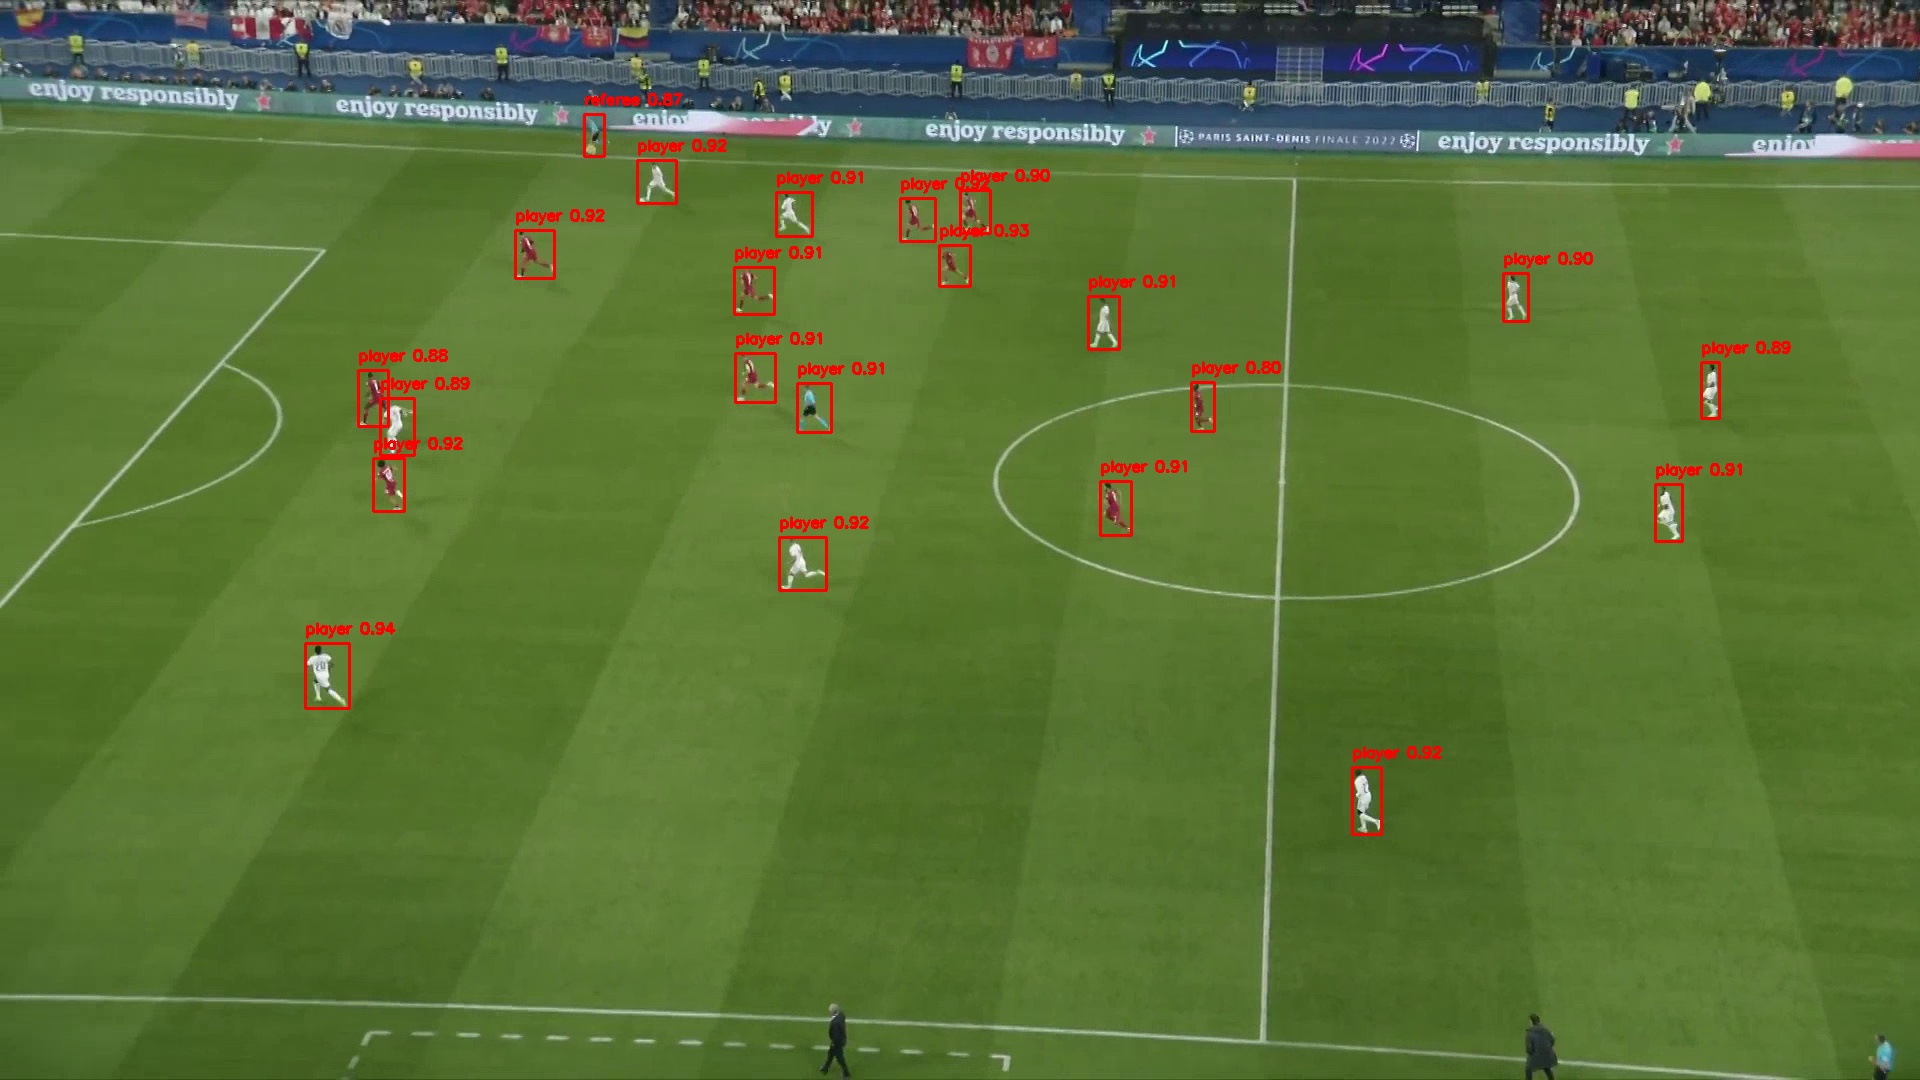 enjoy responsibly
enjoy responsibly
enjoy
ly
enjoy responsibly
PARIS SAINT-DENIS FINALE 2022
enjoy responsibly
enjoy
referee 0.87
player 0.92
player 0.91
player 0.92
player 0.90
player 0.92
player 0.93
player 0.91
player 0.91
player 0.90
player 0.91
player 0.88
player 0.89
player 0.91
player 0.80
player 0.89
player 0.92
player 0.91
player 0.91
player 0.92
player 0.94
20
player 0.92